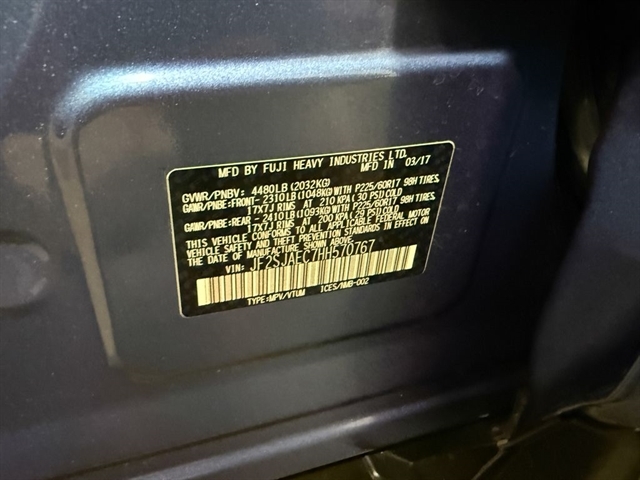 MFD BY FUJI HEAVY INDUSTRIES LTD.
MFD IN 03/17
GVWR/PNBV: 4480LB(2032KG)
GAWR/PNBE:FRONT- 2310LB(1048KG)WITH P225/60R17 98H TIRES,
17X7J RIMS AT 210 KPA(30 PSI)COLD
GAWR/PNBE:REAR - 2410LB(1093KG)WITH P225/60R17 98H TIRES,
17X7J RIMS AT 200 KPA(29 PSI)COLD
THIS VEHICLE CONFORMS TO ALL APPLICABLE FEDERAL MOTOR
VEHICLE SAFETY, BUMPER, AND THEFT PREVENTION STANDARDS
IN EFFECT ON THE DATE OF MANUFACTURE SHOWN ABOVE.
VIN: JF2SJAEC7HH570767
TYPE:MPV/VTUM ICES/NMB-002